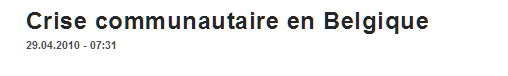 Crise communautaire en Belgique
29.04.2010 - 07:31